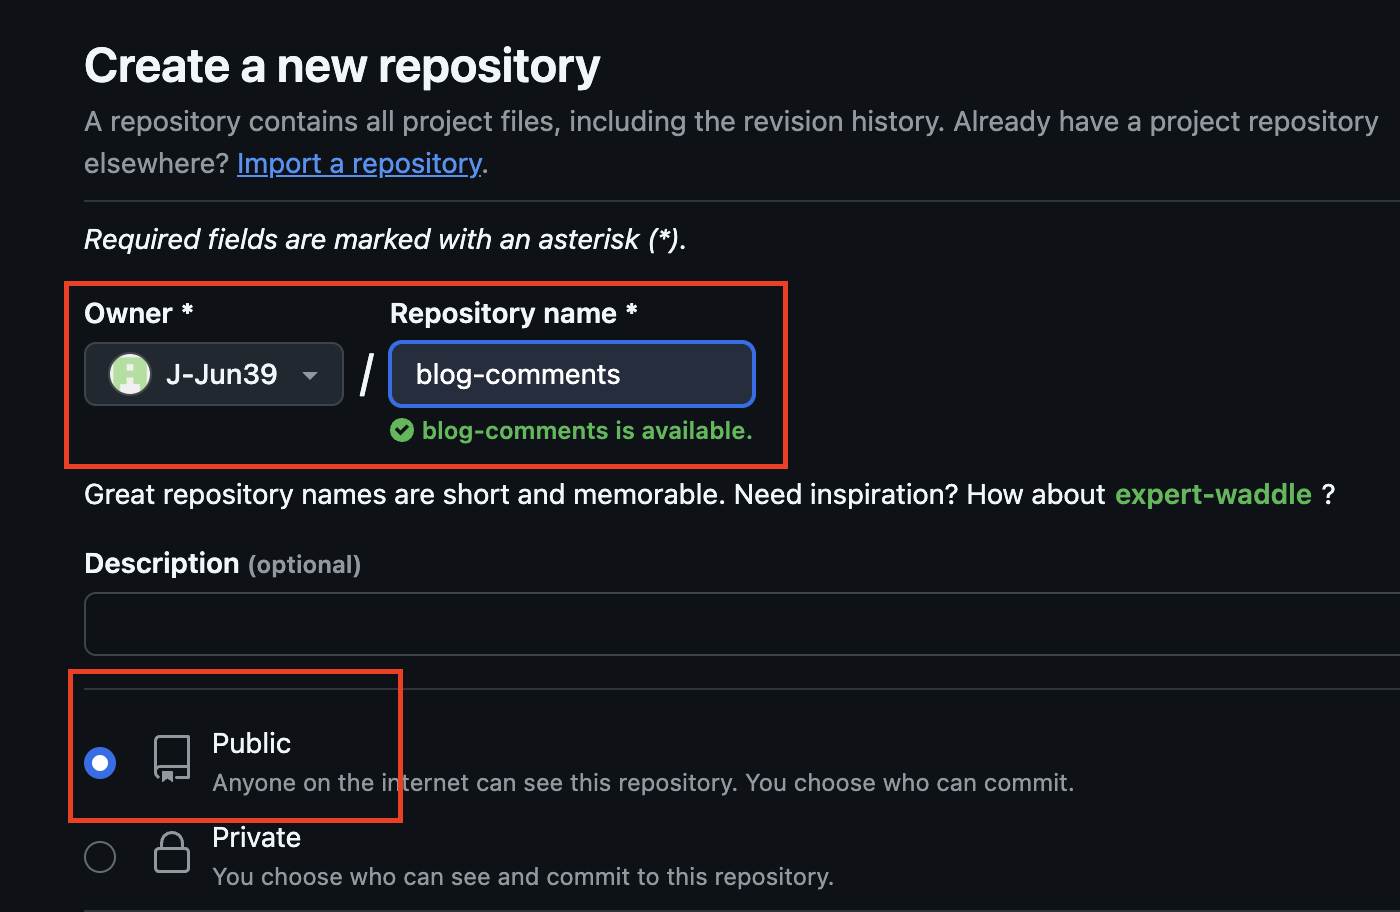 Create a new repository
A repository contains all project files, including the revision history. Already have a project repository
elsewhere? Import a repository.
Required fields are marked with an asterisk (*).
Owner *
Repository name *
J-Jun39
/
blog-comments
blog-comments is available.
Great repository names are short and memorable. Need inspiration? How about expert-waddle ?
Description (optional)
Public
Anyone on the internet can see this repository. You choose who can commit.
Private
You choose who can see and commit to this repository.